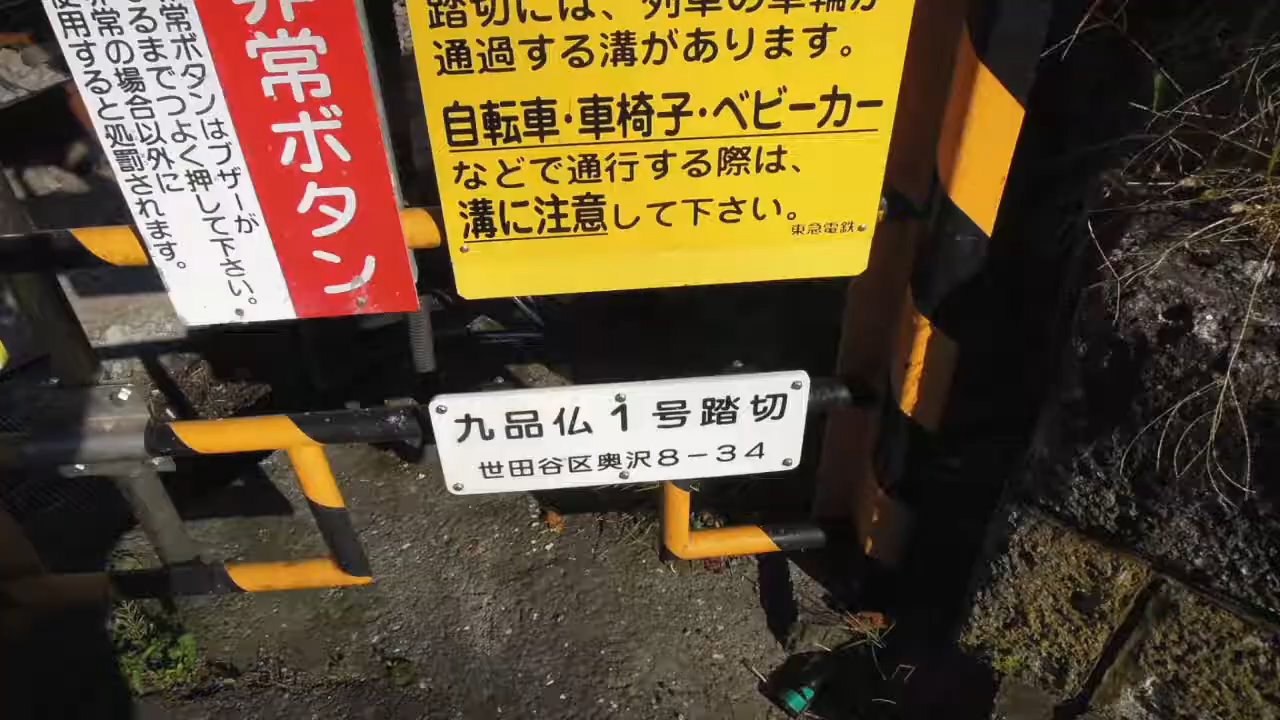 非常ボタン
常ボタンはブザーが
るまでつよく押して下さい。
非常の場合以外に
使用すると処罰されます。
踏切には、列車の車輪が
通過する溝があります。
自転車・車椅子・ベビーカー
などで通行する際は、
溝に注意して下さい。
東急電鉄
九品仏1号踏切
世田谷区奥沢8-34